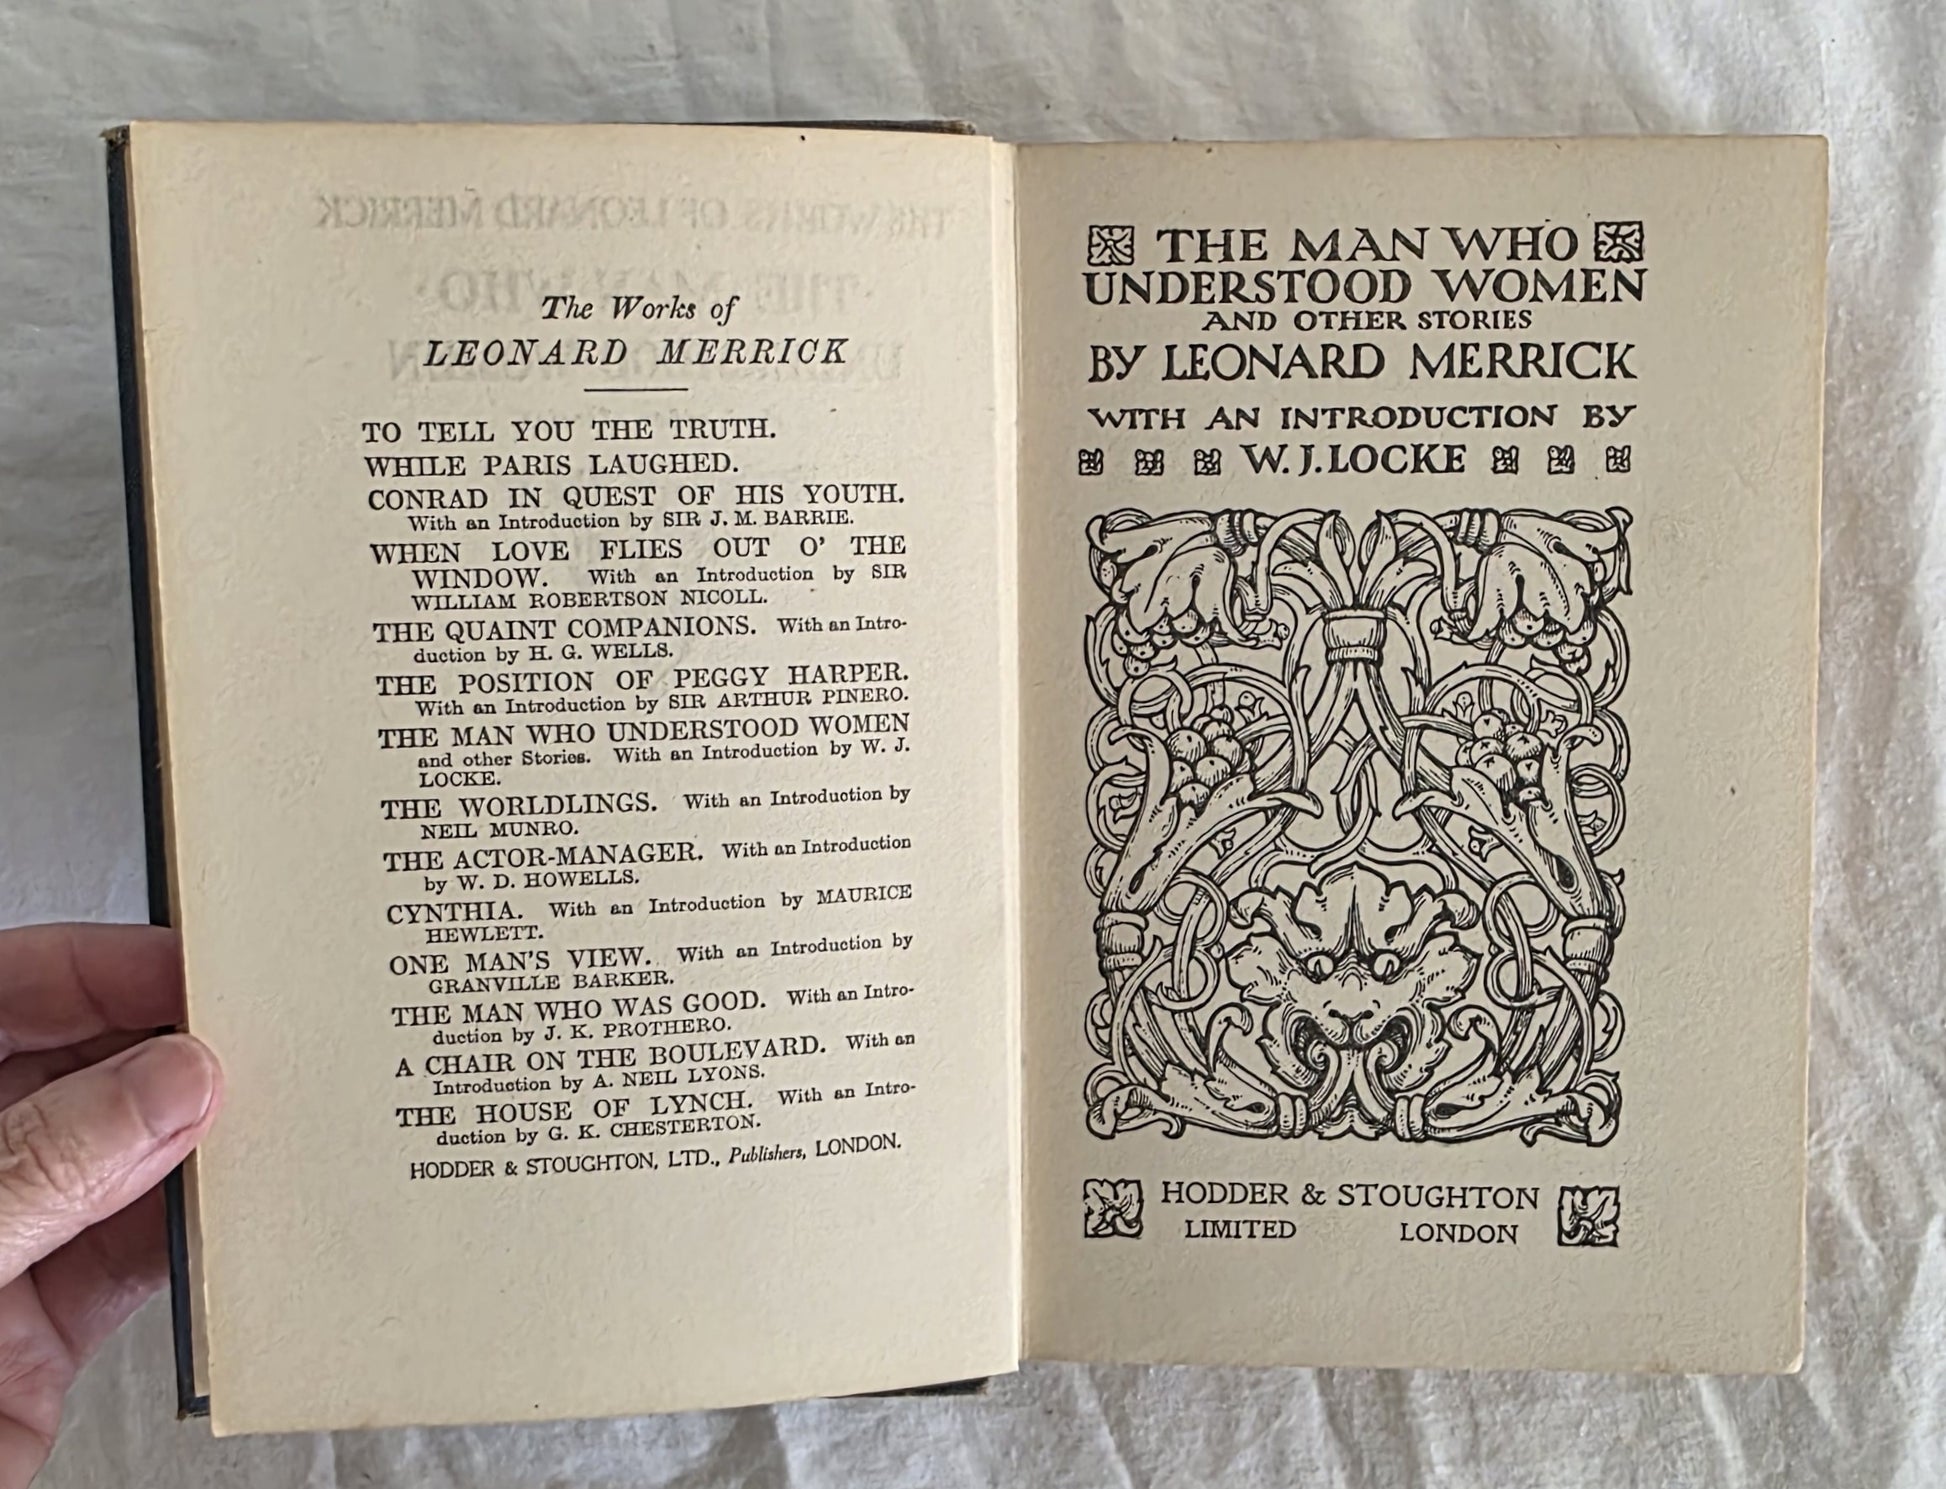 The Works of
LEONARD MERRICK
TO TELL YOU THE TRUTH.
WHILE PARIS LAUGHED.
CONRAD IN QUEST OF HIS YOUTH.
With an Introduction by SIR J. M. BARRIE.
WHEN LOVE FLIES OUT O' THE
WINDOW. With an Introduction by SIR
WILLIAM ROBERTSON NICOLL.
THE QUAINT COMPANIONS. With an Intro-
duction by H. G. WELLS.
THE POSITION OF PEGGY HARPER.
With an Introduction by SIR ARTHUR PINERO.
THE MAN WHO UNDERSTOOD WOMEN
and other Stories. With an Introduction by W. J.
LOCKE.
THE WORLDLINGS. With an Introduction by
NEIL MUNRO.
THE ACTOR-MANAGER. With an Introduction
by W. D. HOWELLS.
CYNTHIA. With an Introduction by MAURICE
HEWLETT.
ONE MAN'S VIEW. With an Introduction by
GRANVILLE BARKER.
THE MAN WHO WAS GOOD. With an Intro-
duction by J. K. PROTHERO.
A CHAIR ON THE BOULEVARD. With an
Introduction by A. NEIL LYONS.
THE HOUSE OF LYNCH. With an Intro-
duction by G. K. CHESTERTON.
HODDER & STOUGHTON, LTD., Publishers, LONDON.
THE MAN WHO
UNDERSTOOD WOMEN
AND OTHER STORIES
BY LEONARD MERRICK
WITH AN INTRODUCTION BY
W. J. LOCKE
HODDER & STOUGHTON
LIMITED LONDON